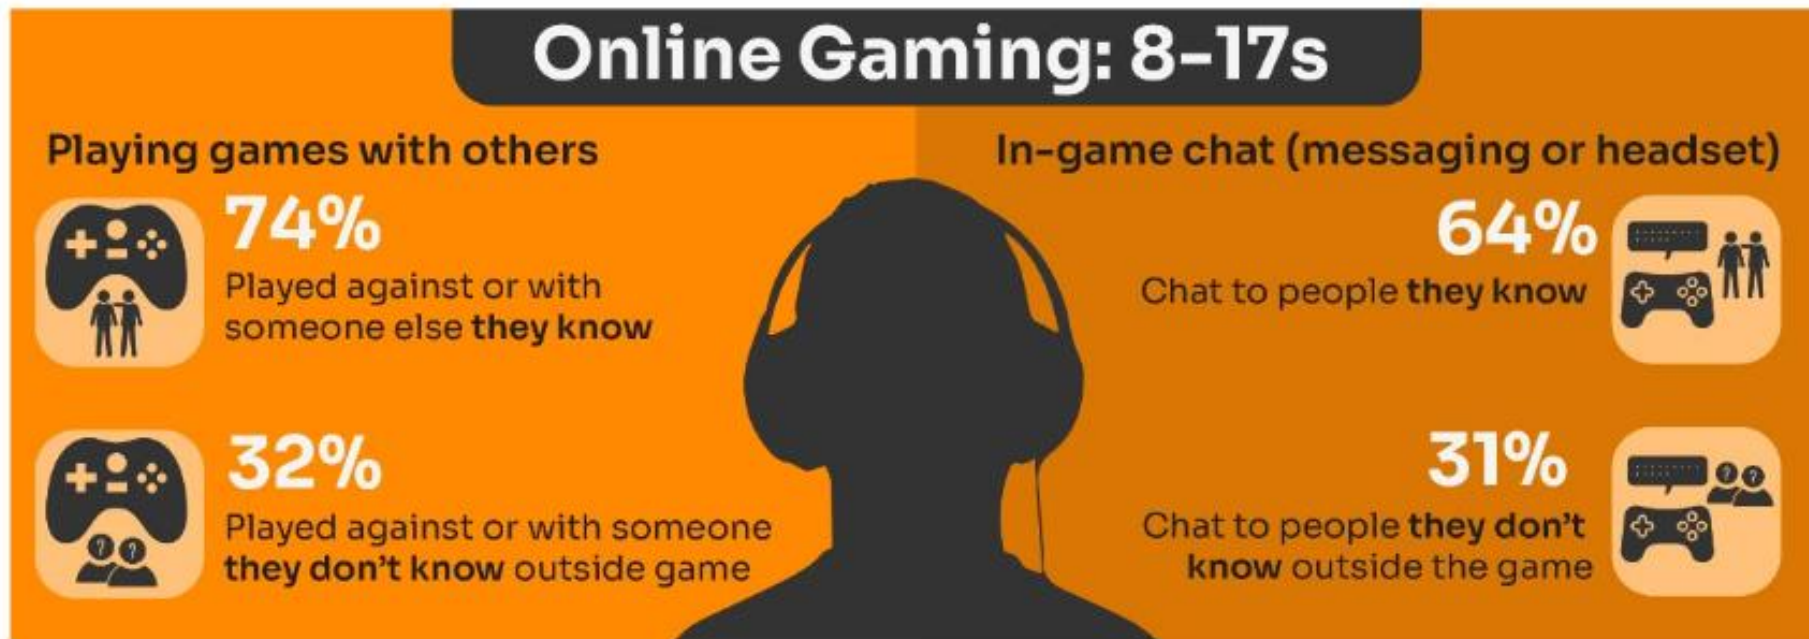 Online Gaming: 8-17s
Playing games with others
74%
Played against or with
someone else they know
32%
Played against or with someone
they don't know outside game
In-game chat (messaging or headset)
64%
Chat to people they know
31%
Chat to people they don't
know outside the game